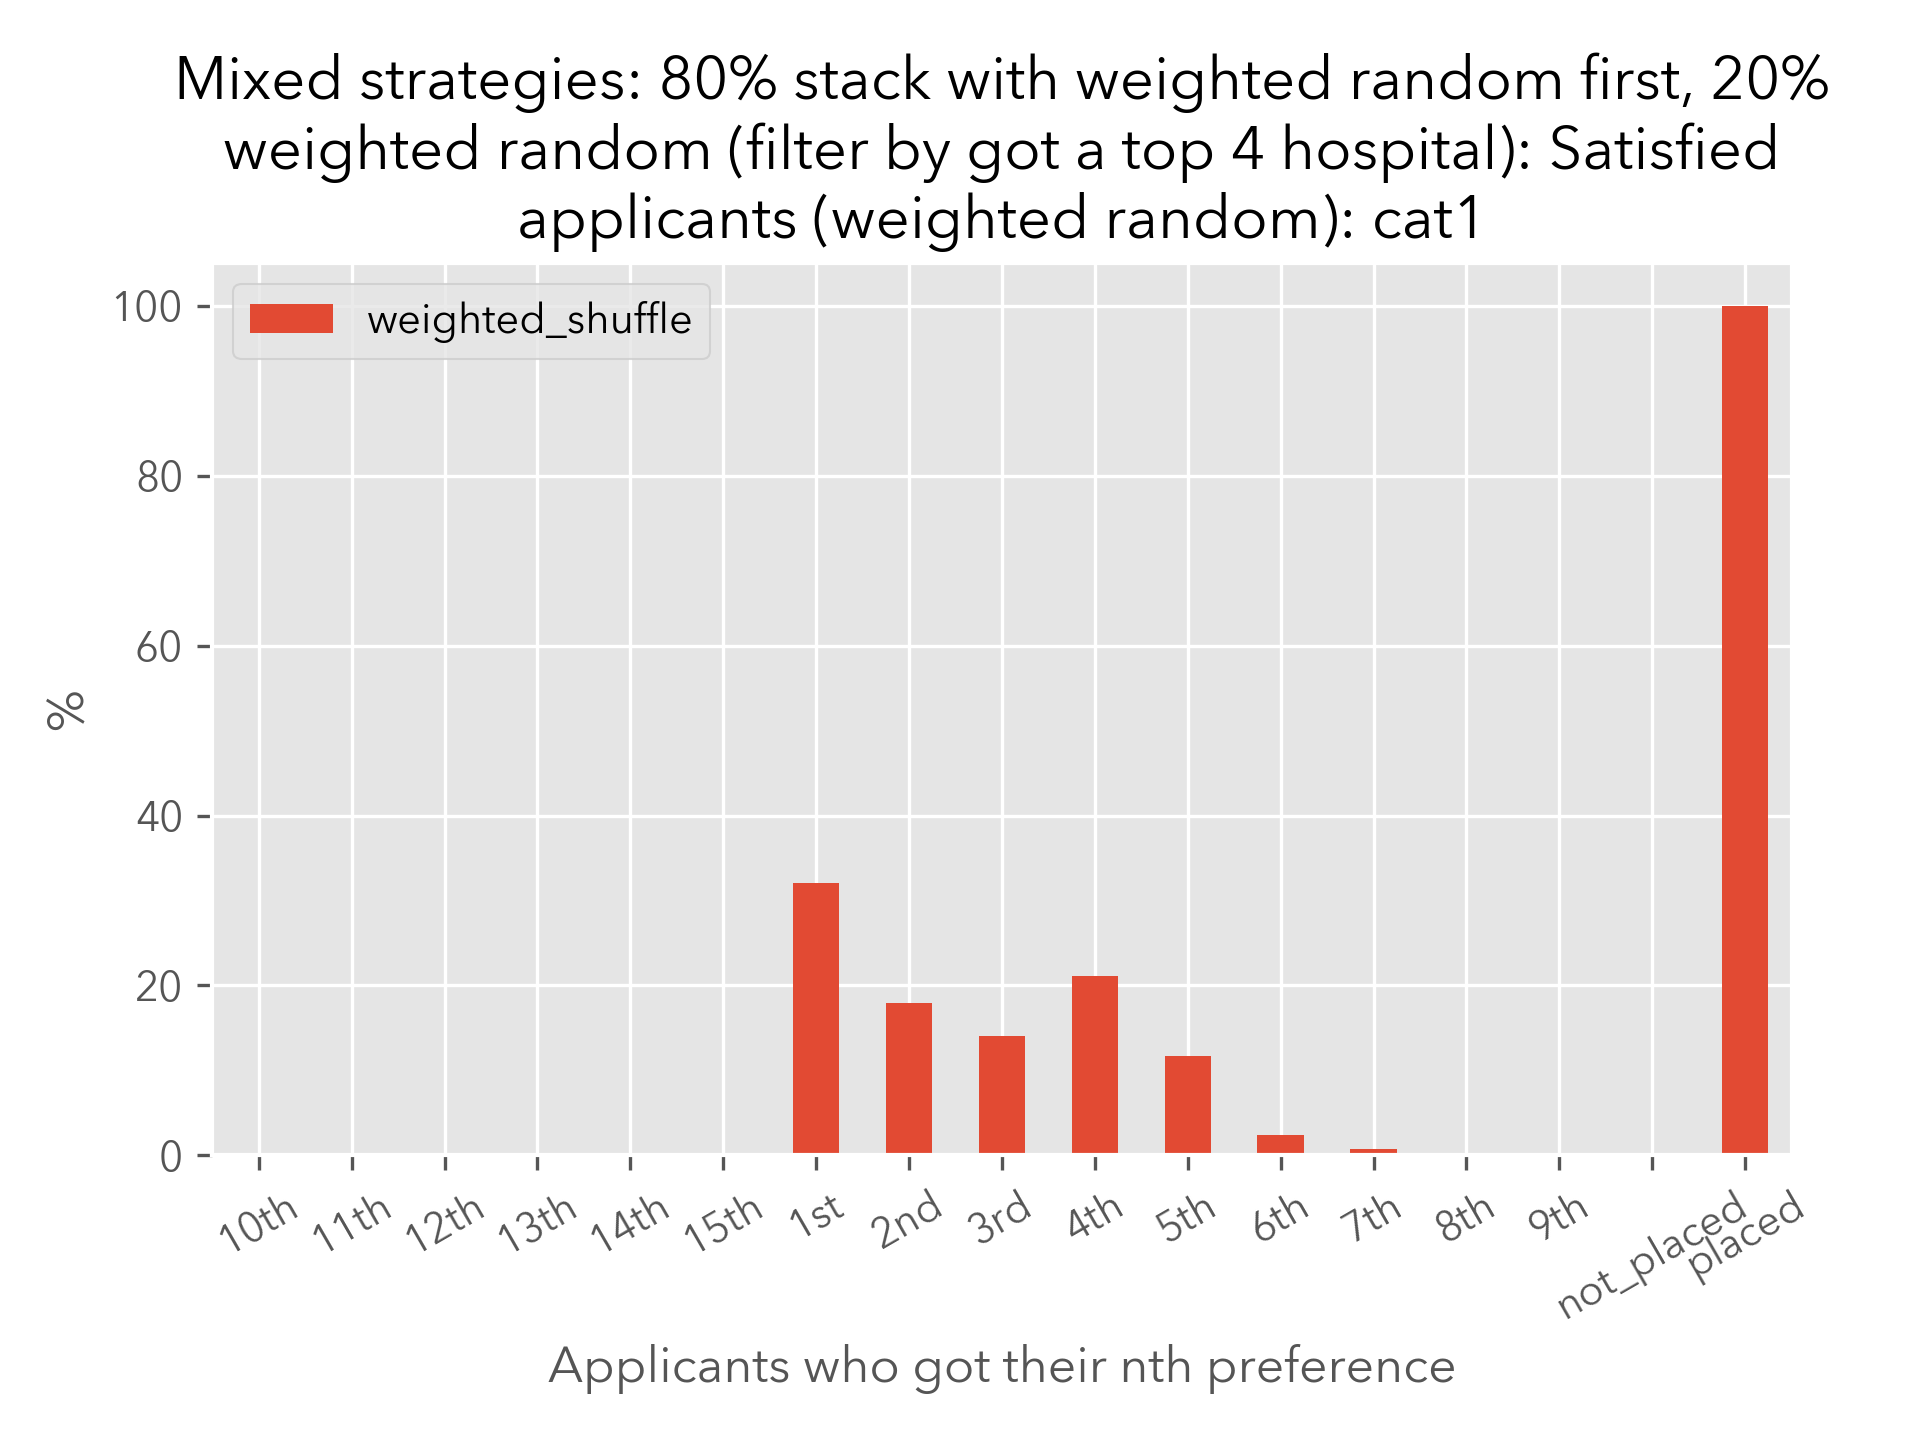 Mixed strategies: 80% stack with weighted random first, 20%
weighted random (filter by got a top 4 hospital): Satisfied
applicants (weighted random): cat1
weighted_shuffle
100
80
60
40
20
0
%
10th
11th
12th
13th
14th
15th
1st
2nd
3rd
4th
5th
6th
7th
8th
9th
not_placed
placed
Applicants who got their nth preference